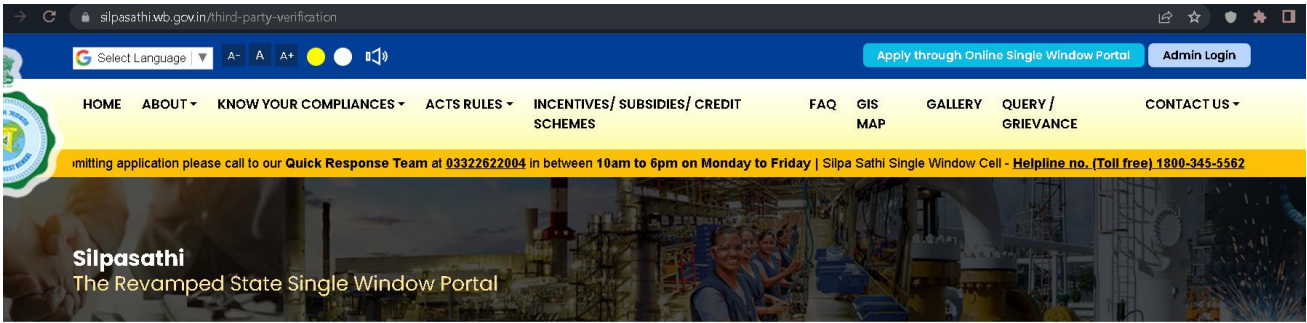 silpasathi.wb.gov.in/third-party-verification
Select Language ▼ A- A A+ Apply through Online Single Window Portal Admin Login
HOME ABOUT KNOW YOUR COMPLIANCES ACTS RULES INCENTIVES/ SUBSIDIES/ CREDIT FAQ GIS GALLERY QUERY / CONTACT US
SCHEMES MAP GRIEVANCE
application please call to our Quick Response Team at 03322622004 in between 10am to 6pm on Monday to Friday | Silpa Sathi Single Window Cell - Helpline no. (Toll free) 1800-345-5562
Silpasathi
The Revamped State Single Window Portal